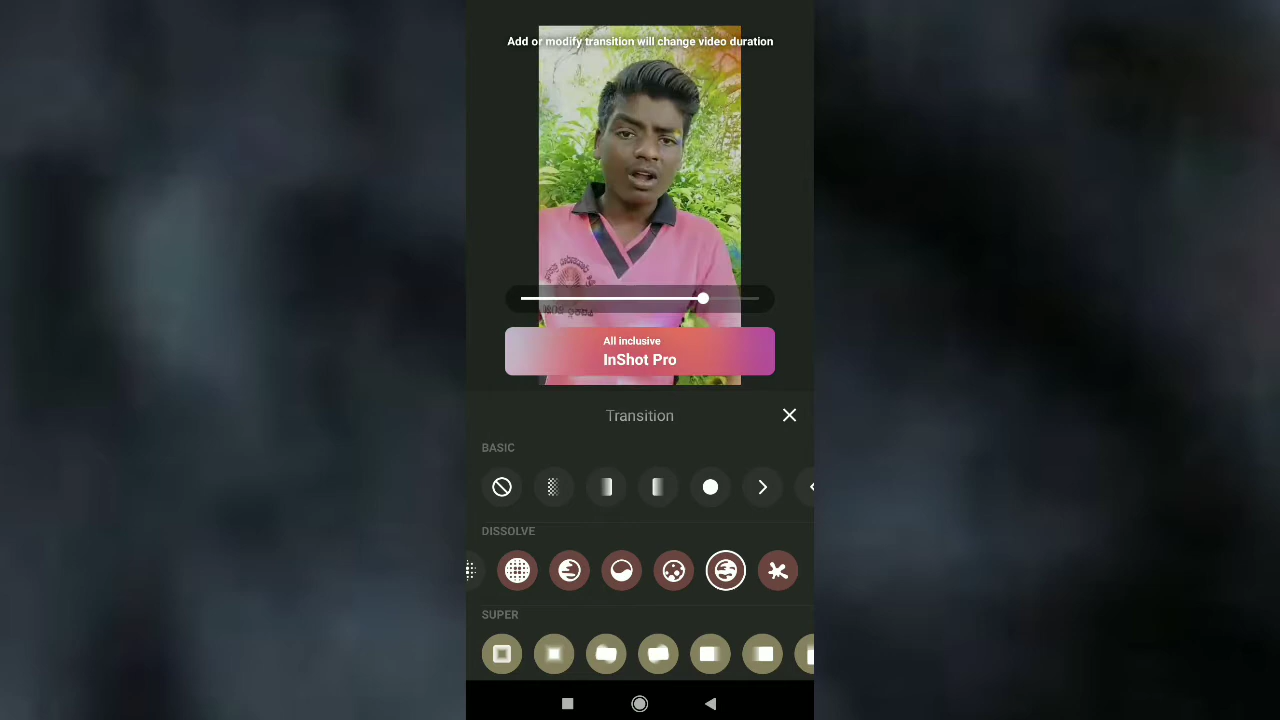 Add or modify transition will change video duration
All inclusive
InShot Pro
Transition
BASIC
DISSOLVE
SUPER